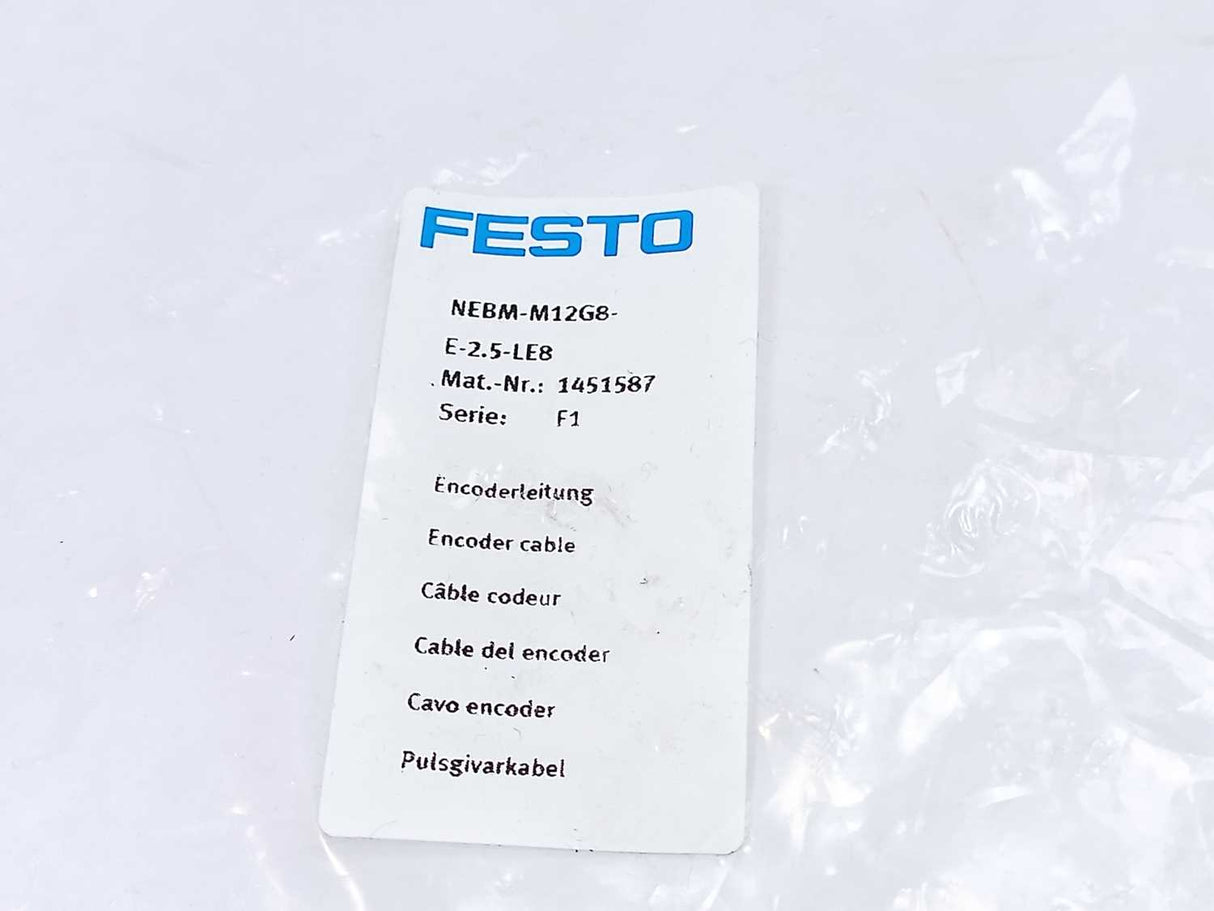 FESTO
NEBM-M12G8-
E-2.5-LE8
Mat.-Nr.: 1451587
Serie: F1
Encoderleitung
Encoder cable
Câble codeur
Cable del encoder
Cavo encoder
Pulsgivarkabel